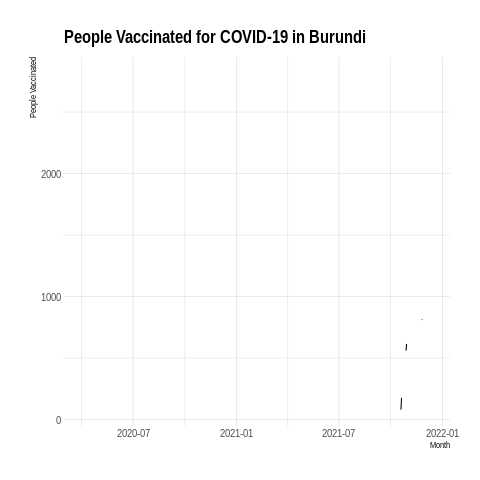 People Vaccinated for COVID-19 in Burundi
People Vaccinated
2000
1000
0
2020-07 2021-01 2021-07 2022-01
Month